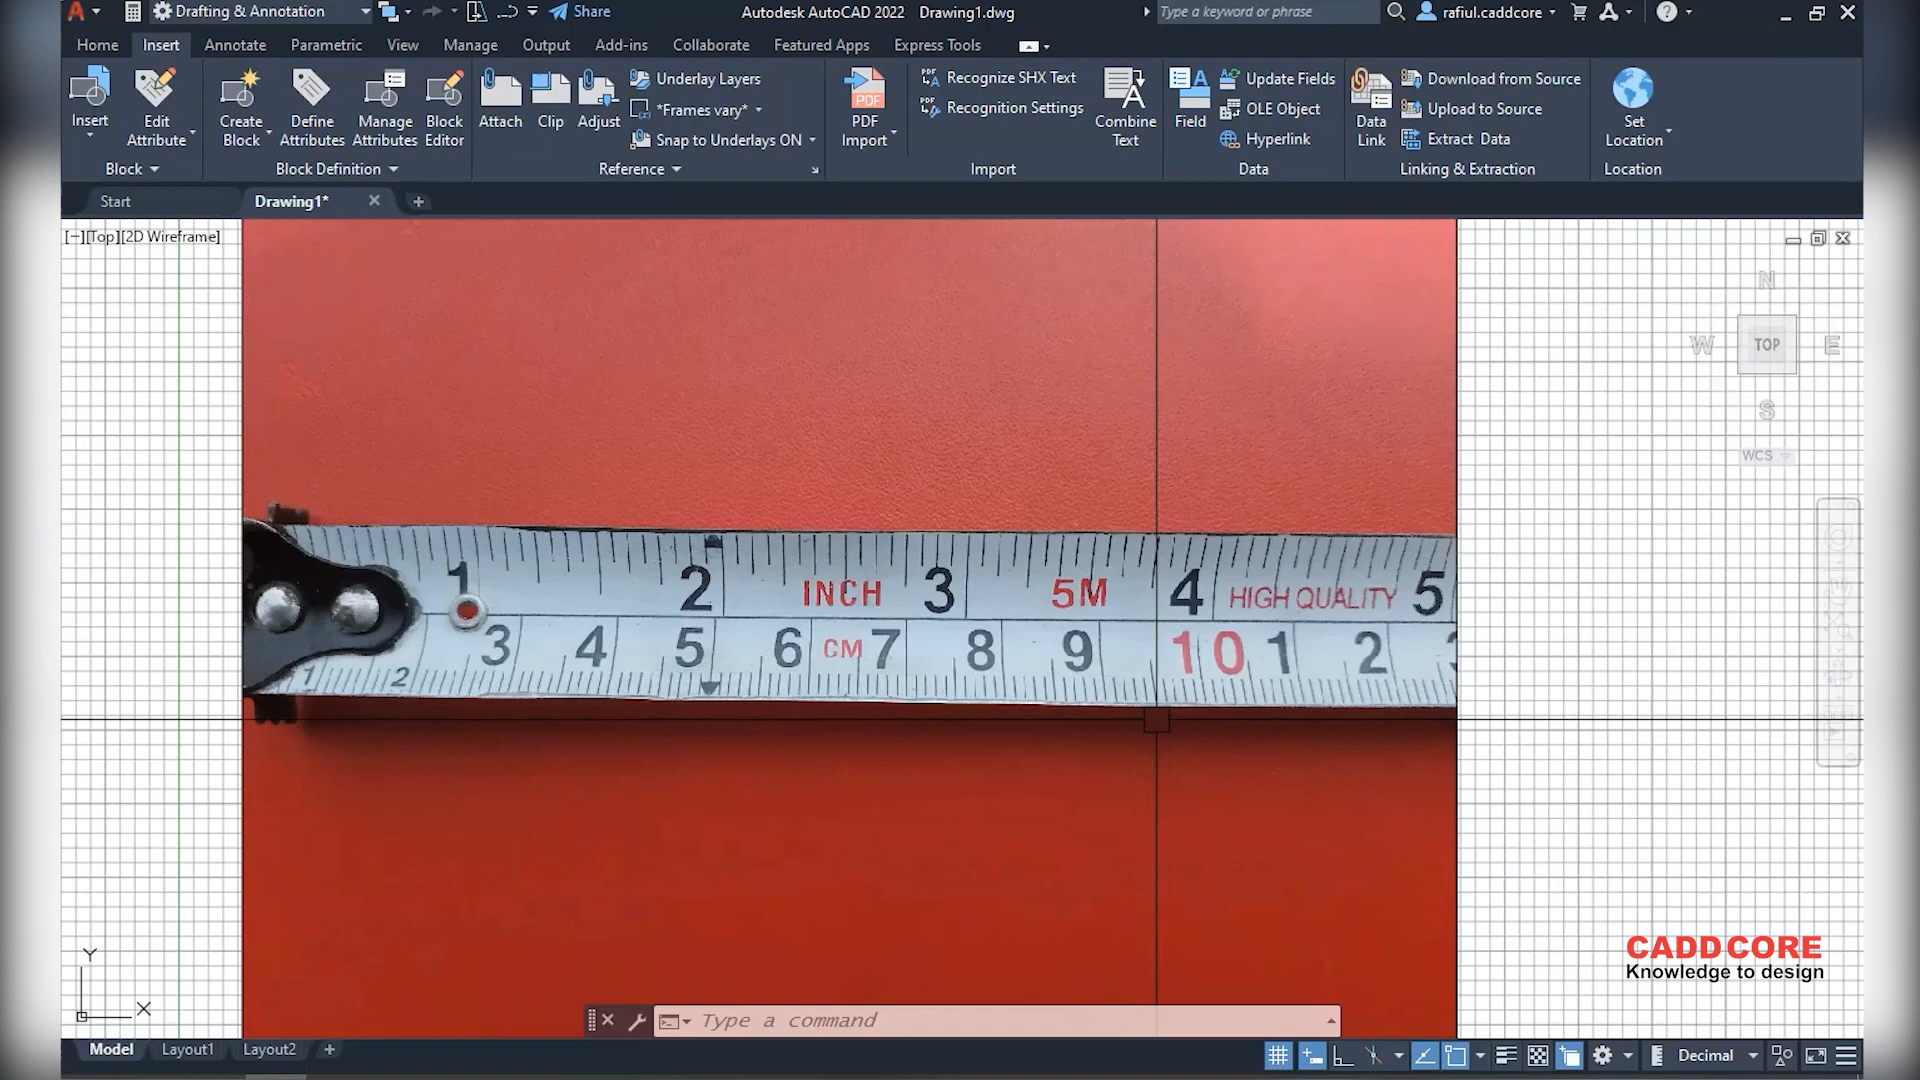 Drafting & Annotation
Share
Autodesk AutoCAD 2022 Drawing1.dwg
Type a keyword or phrase
rafiul.caddcore
Home Insert Annotate Parametric View Manage Output Add-ins Collaborate Featured Apps Express Tools
Insert
Edit Attribute
Create Block
Define Attributes
Manage Attributes
Block Editor
Attach
Clip
Adjust
Underlay Layers
*Frames vary*
Snap to Underlays ON
PDF
PDF Import
Recognize SHX Text
Recognition Settings
Combine Text
Field
Update Fields
OLE Object
Hyperlink
Data Link
Download from Source
Upload to Source
Extract Data
Set Location
Block
Block Definition
Reference
Import
Data
Linking & Extraction
Location
Start
Drawing1*
[−][Top][2D Wireframe]
N
W TOP E
S
WCS
1 2 INCH 3 5M 4 HIGH QUALITY 5
1 2 3 4 5 6 CM 7 8 9 10 1 2
CADD CORE
Knowledge to design
Y
X
Type a command
Model Layout1 Layout2
Decimal